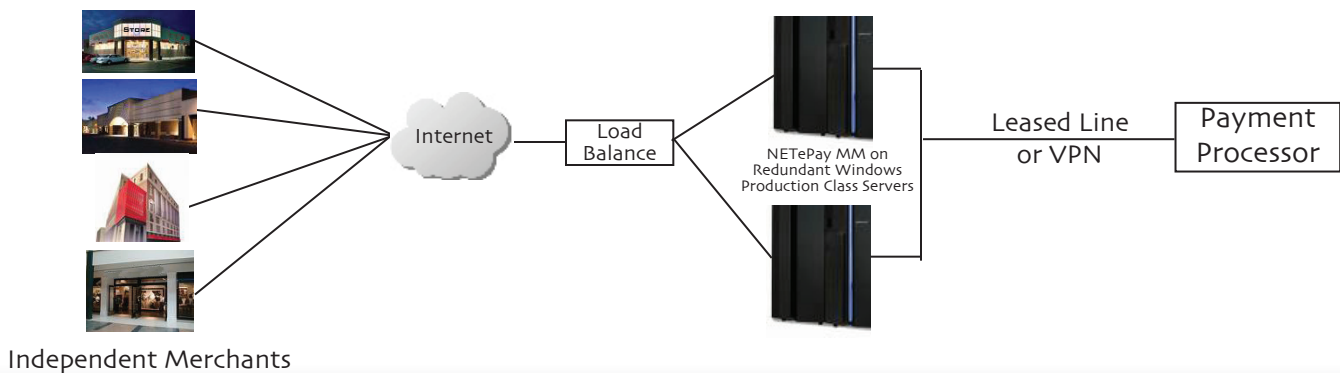 STORE
Internet
Load
Balance
NETePay MM on
Redundant Windows
Production Class Servers
Leased Line
or VPN
Payment
Processor
Independent Merchants